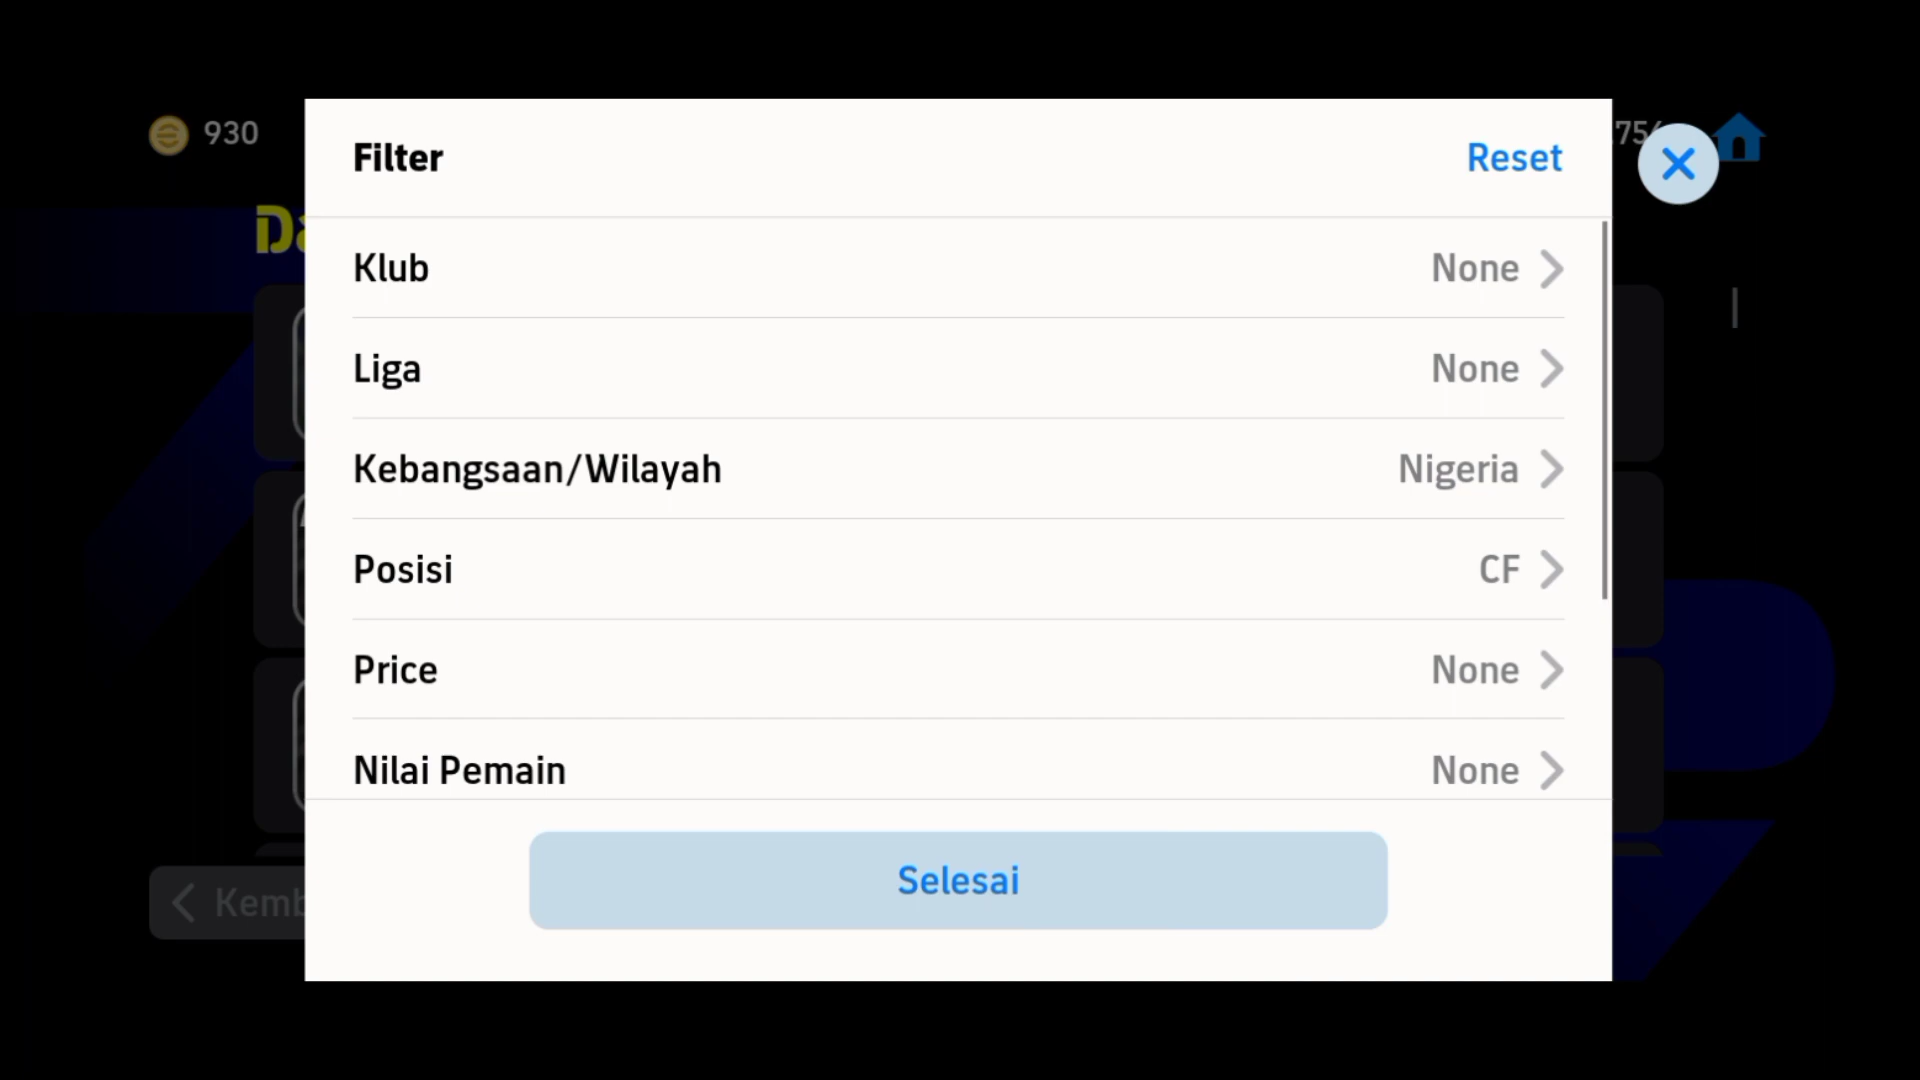 930
Filter
Reset
Klub
None
Liga
None
Kebangsaan/Wilayah
Nigeria
Posisi
CF
Price
None
Nilai Pemain
None
Selesai